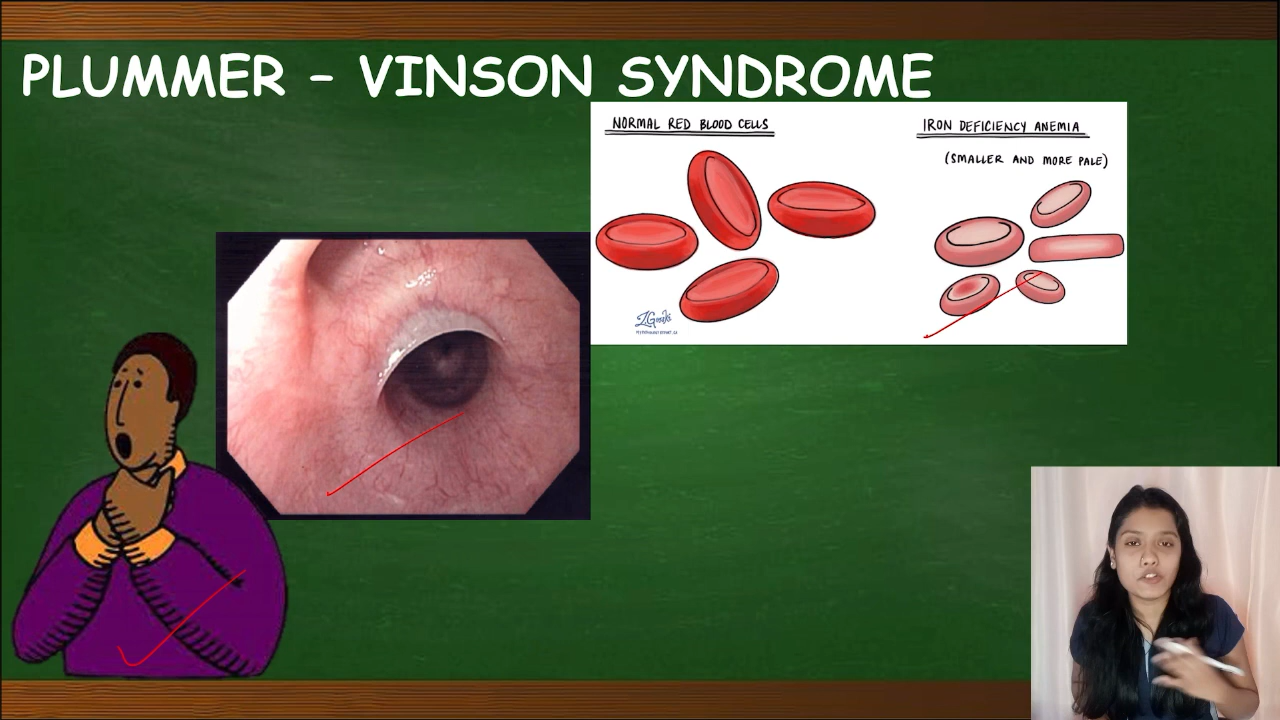 PLUMMER - VINSON SYNDROME
NORMAL RED BLOOD CELLS
IRON DEFICIENCY ANEMIA
(SMALLER AND MORE PALE)